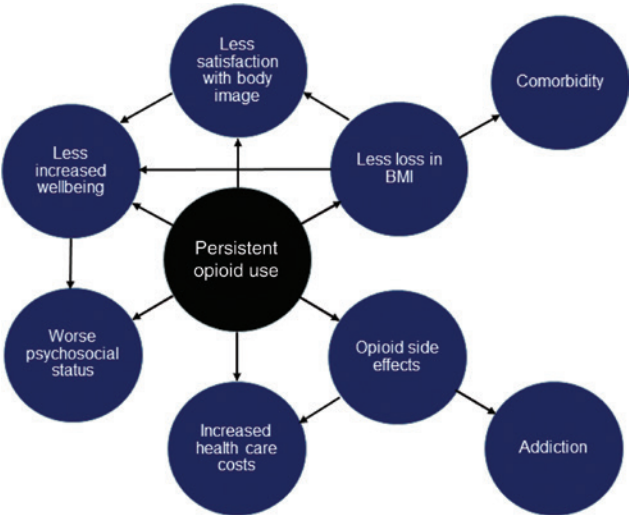 Less
satisfaction
with body
image
Comorbidity
Less
increased
wellbeing
Less loss in
BMI
Persistent
opioid use
Worse
psychosocial
status
Opioid side
effects
Increased
health care
costs
Addiction